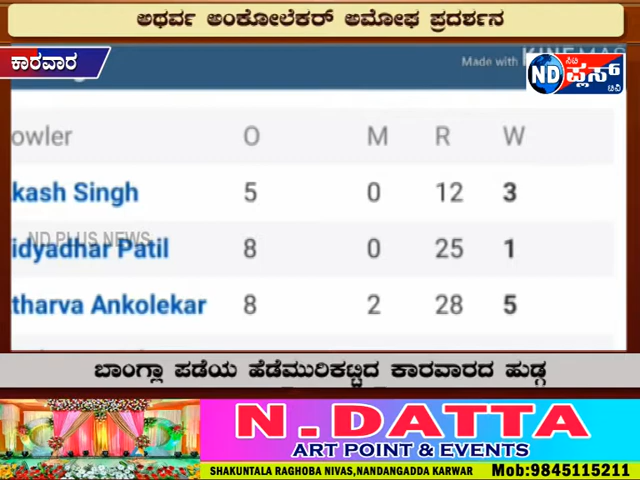 ಅಥರ್ವ ಅಂಕೋಲೆಕರ್ ಅಮೋಘ ಪ್ರದರ್ಶನ
ಕಾರವಾರ
Made with
ND ಸಿಟಿ ಪ್ಲಸ್ ಟಿವಿ
owler O M R W
kash Singh 5 0 12 3
ND PLUS NEWS
idyadhar Patil 8 0 25 1
tharva Ankolekar 8 2 28 5
ಬಾಂಗ್ಲಾ ಪಡೆಯ ಹೆಡೆಮುರಿಕಟ್ಟಿದ ಕಾರವಾರದ ಹುಡ್ಗ
N.DATTA
ART POINT & EVENTS
SHAKUNTALA RAGHOBA NIVAS,NANDANGADDA KARWAR Mob:9845115211